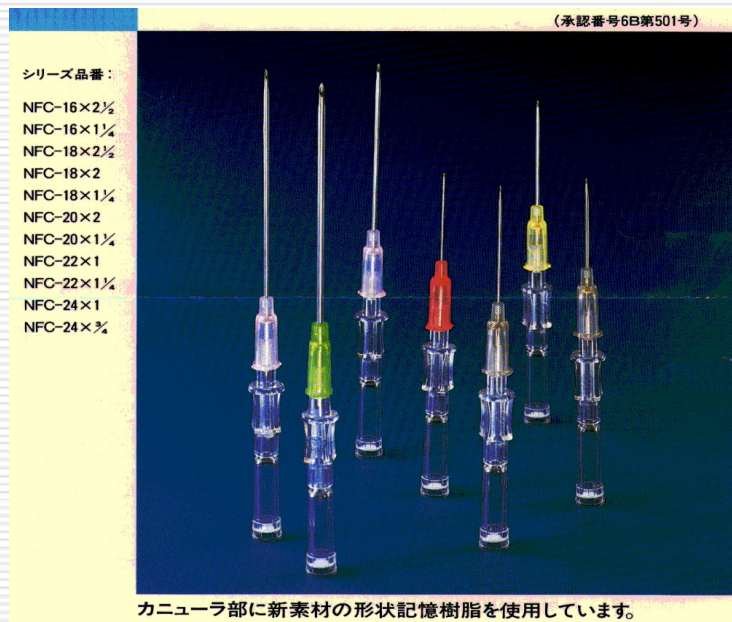 (承認番号6B第501号)
シリーズ品番:
NFC-16×2½
NFC-16×1¼
NFC-18×2½
NFC-18×2
NFC-18×1¼
NFC-20×2
NFC-20×1¼
NFC-22×1
NFC-22×1¼
NFC-24×1
NFC-24×¾
カニューラ部に新素材の形状記憶樹脂を使用しています。